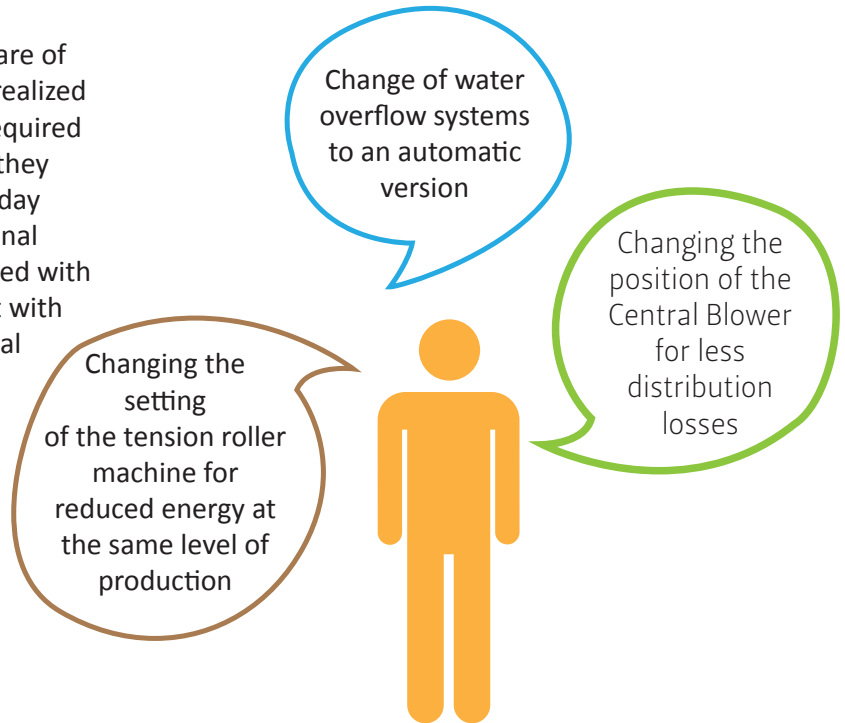 are of
realized
equired
they
day
nal
ed with
t with
al
Change of water
overflow systems
to an automatic
version
Changing the
position of the
Central Blower
for less
distribution
losses
Changing the
setting
of the tension roller
machine for
reduced energy at
the same level of
production